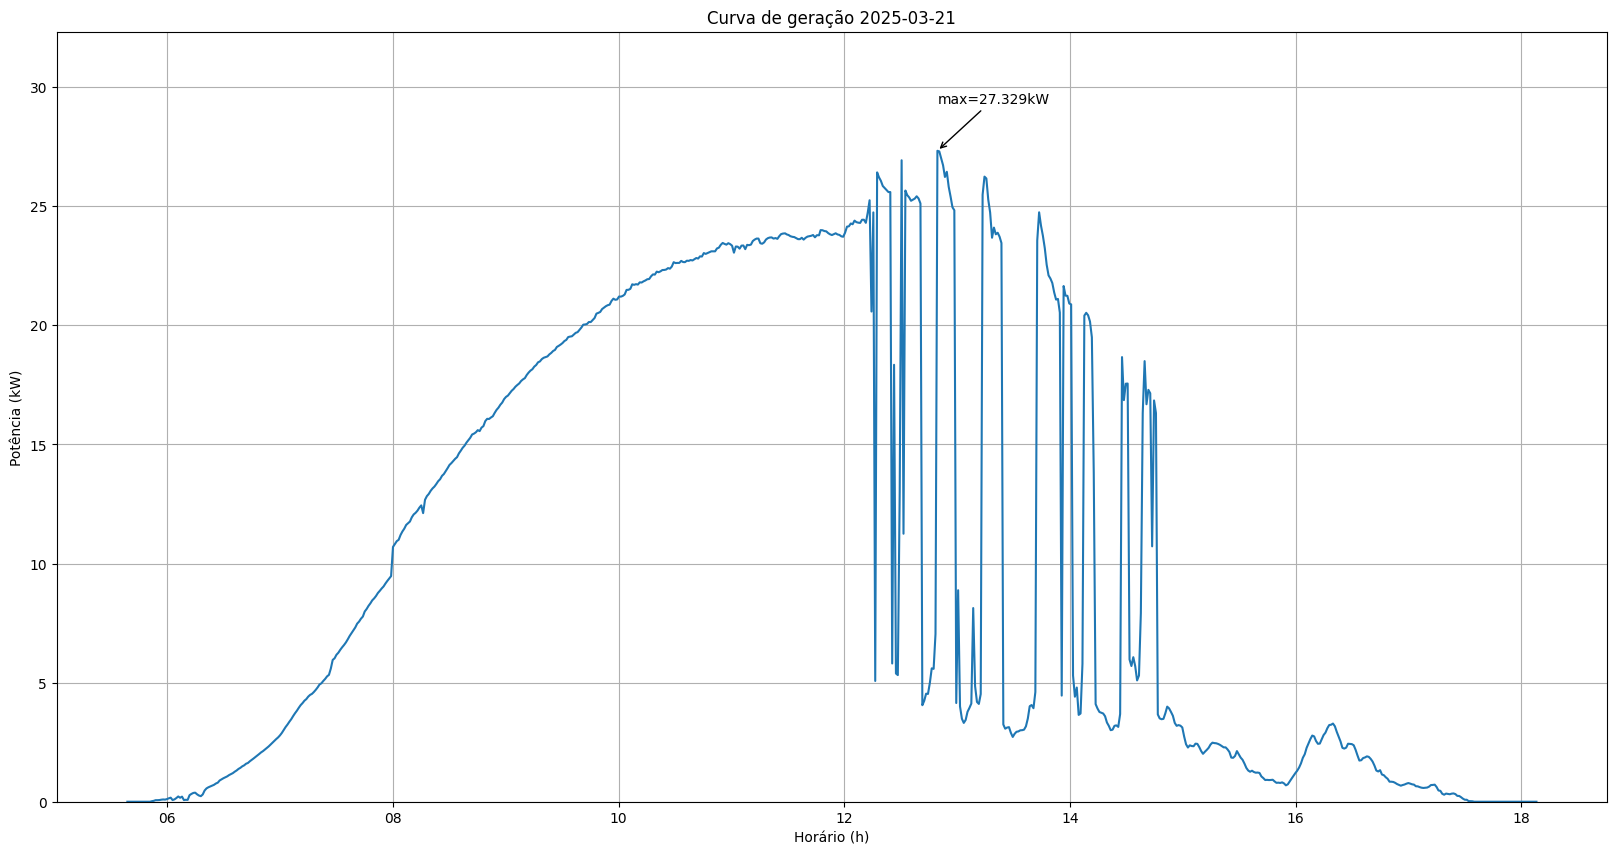 Curva de geração 2025-03-21
max=27.329kW
Potência (kW)
30
25
20
15
10
5
0
06 08 10 12 14 16 18
Horário (h)